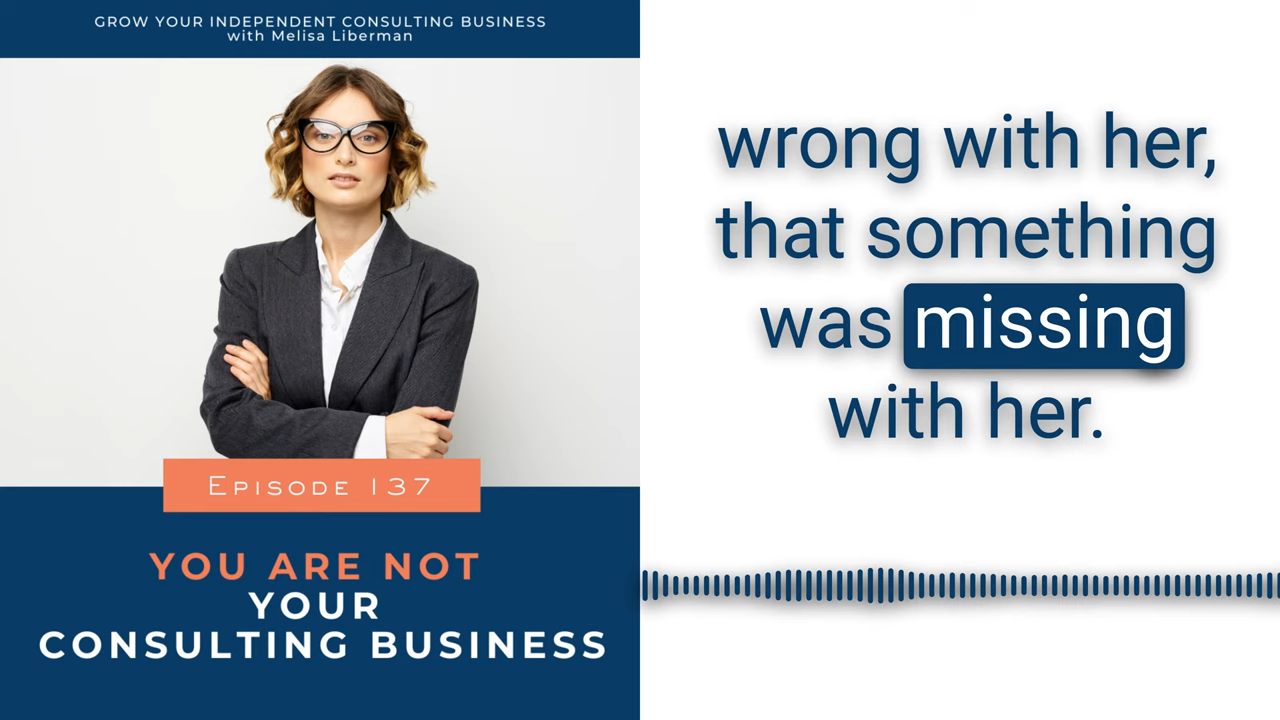 GROW YOUR INDEPENDENT CONSULTING BUSINESS
with Melisa Liberman
EPISODE 137
YOU ARE NOT
YOUR
CONSULTING BUSINESS
wrong with her,
that something
was missing
with her.